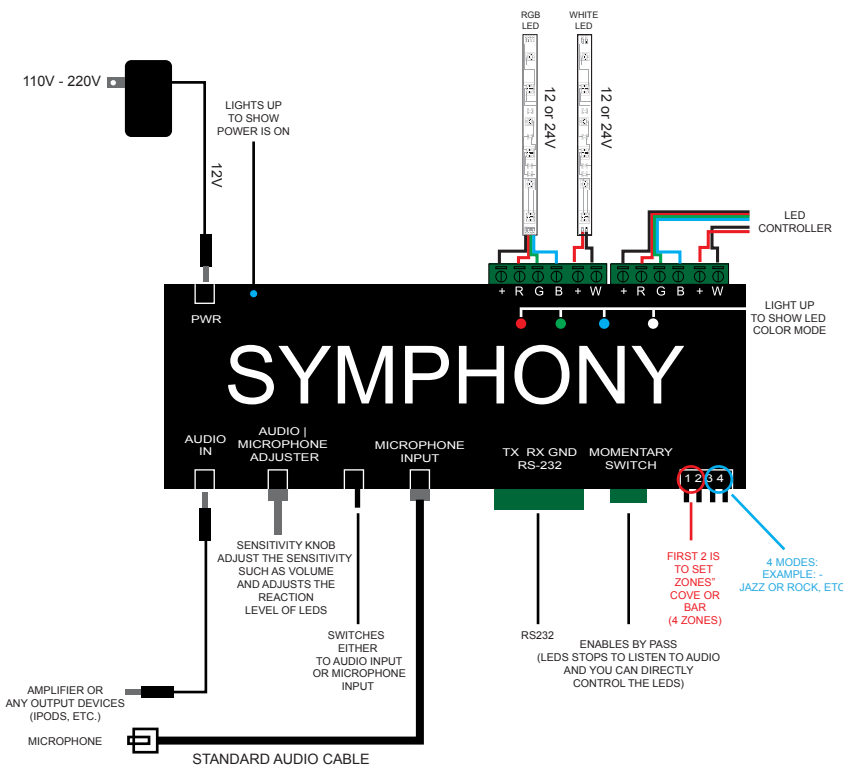 RGB
LED
WHITE
LED
110V - 220V
LIGHTS UP
TO SHOW
POWER IS ON
12V
12 or 24V
12 or 24V
LED
CONTROLLER
+ R G B + W
+ R G B + W
PWR
LIGHT UP
TO SHOW LED
COLOR MODE
SYMPHONY
AUDIO
IN
AUDIO |
MICROPHONE
ADJUSTER
MICROPHONE
INPUT
TX RX GND
RS-232
MOMENTARY
SWITCH
1 2 3 4
SENSITIVITY KNOB
ADJUST THE SENSITIVITY
SUCH AS VOLUME
AND ADJUSTS THE
REACTION
LEVEL OF LEDS
SWITCHES
EITHER
TO AUDIO INPUT
OR MICROPHONE
INPUT
RS232
ENABLES BY PASS
(LEDS STOPS TO LISTEN TO AUDIO
AND YOU CAN DIRECTLY
CONTROL THE LEDS)
FIRST 2 IS
TO SET
ZONES"
COVE OR
BAR
(4 ZONES)
4 MODES:
EXAMPLE: -
JAZZ OR ROCK, ETC
AMPLIFIER OR
ANY OUTPUT DEVICES
(IPODS, ETC.)
MICROPHONE
STANDARD AUDIO CABLE